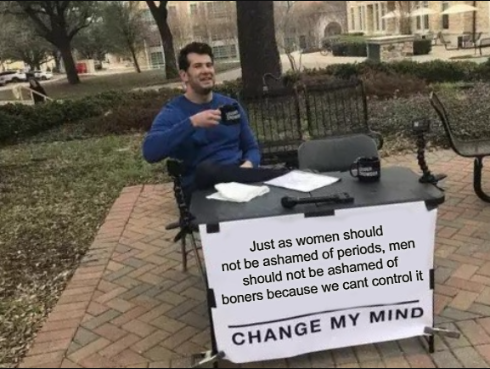 Just as women should
not be ashamed of periods, men
should not be ashamed of
boners because we cant control it
CHANGE MY MIND